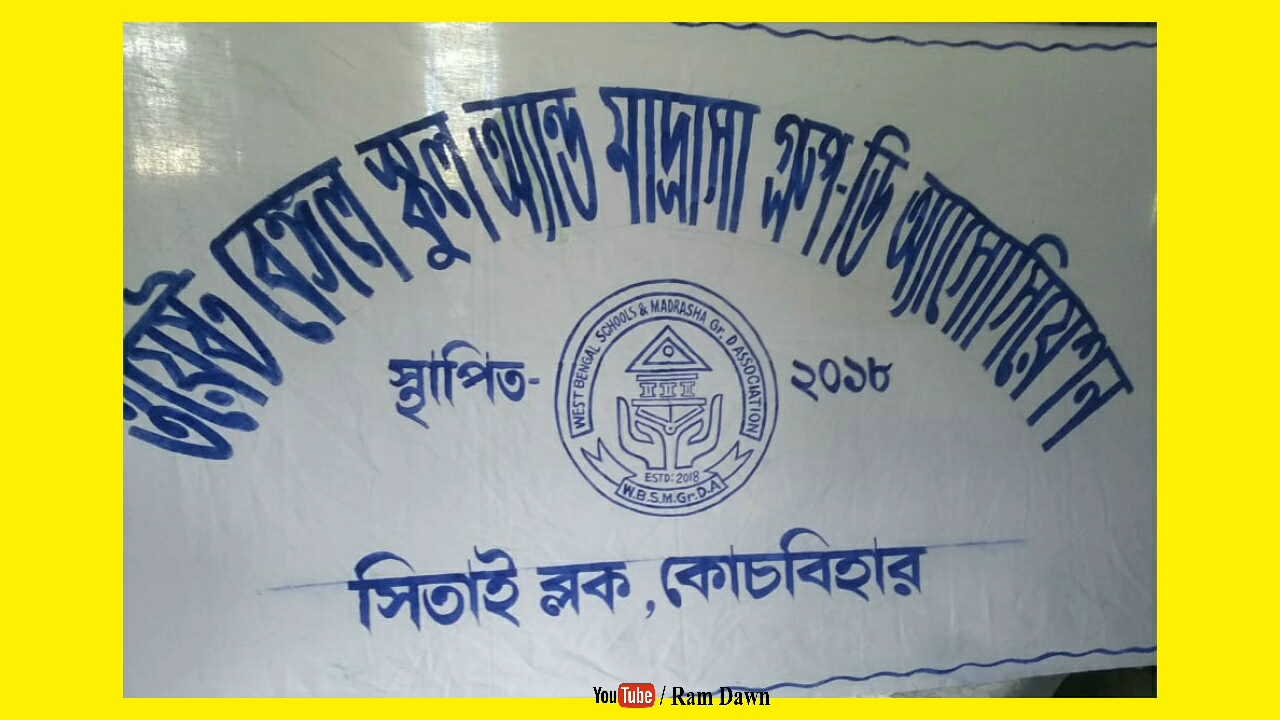 ওয়েষ্ট বেঙ্গল স্কুল অ্যান্ড মাদ্রাসা গ্রুপ-ডি অ্যাসোসিয়েশন
স্থাপিত- ২০১৮
WEST BENGAL SCHOOLS & MADRASHA Gr. D ASSOCIATION
ESTD: 2018
W.B.S.M.Gr.D.A
সিতাই ব্লক, কোচবিহার
YouTube / Ram Dawn